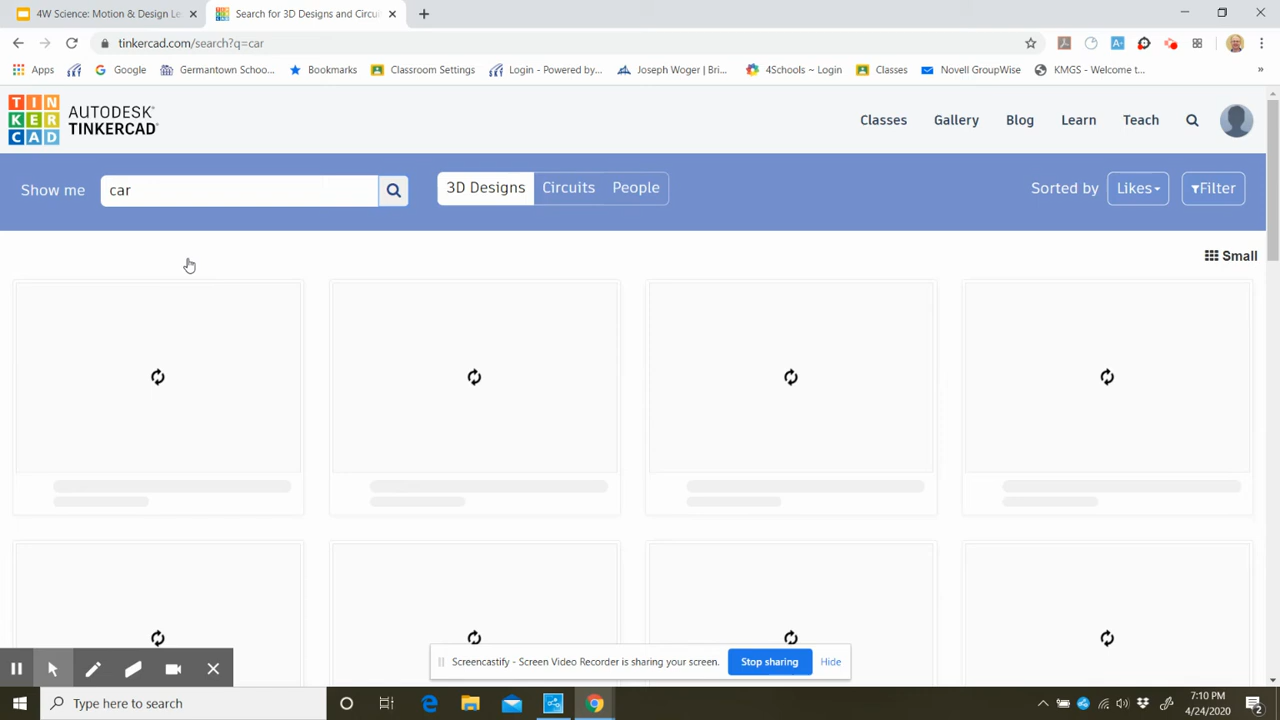 4W Science: Motion & Design Le
Search for 3D Designs and Circui
tinkercad.com/search?q=car
Apps
Google
Germantown Schoo...
Bookmarks
Classroom Settings
Login - Powered by...
Joseph Woger | Bri...
4Schools ~ Login
Classes
Novell GroupWise
KMGS - Welcome t...
»
TIN
KER
CAD
AUTODESK®
TINKERCAD®
Classes
Gallery
Blog
Learn
Teach
Show me
car
3D Designs
Circuits
People
Sorted by
Likes
Filter
Small
Screencastify - Screen Video Recorder is sharing your screen.
Stop sharing
Hide
Type here to search
7:10 PM
4/24/2020
2